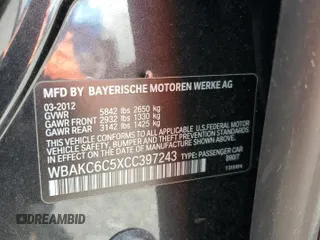 MFD BY BAYERISCHE MOTOREN WERKE AG
03-2012
GVWR 5842 lbs 2650 kg
GAWR FRONT 2932 lbs 1330 kg
GAWR REAR 3142 lbs 1425 kg
THIS VEHICLE CONFORMS TO ALL APPLICABLE U.S. FEDERAL MOTOR
VEHICLE SAFETY, BUMPER, AND THEFT PREVENTION STANDARDS
IN EFFECT ON THE DATE OF MANUFACTURE SHOWN ABOVE.
WBAKC6C5XCC397243 TYPE: PASSENGER CAR
DREAMBID